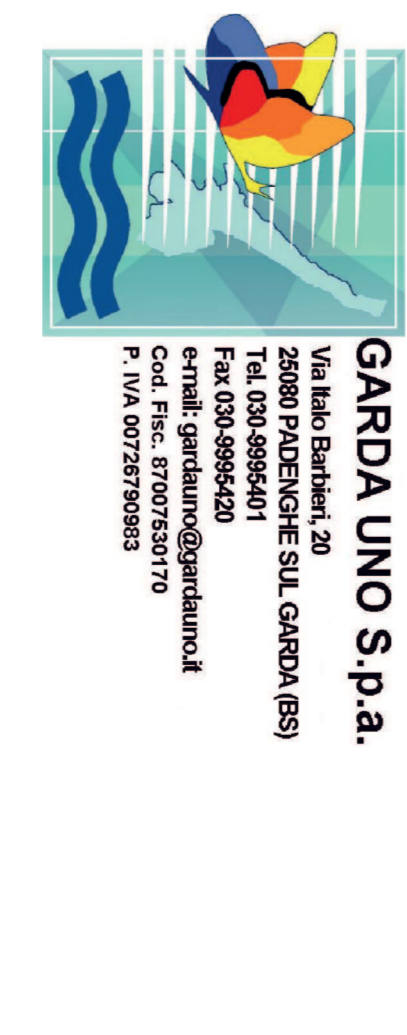 GARDA UNO S.p.a.
Via Italo Barbieri, 20
25080 PADENGHE SUL GARDA (BS)
Tel. 030-9995401
Fax 030-9995420
e-mail: gardauno@gardauno.it
Cod. Fisc. 87007530170
P. IVA 00726790983